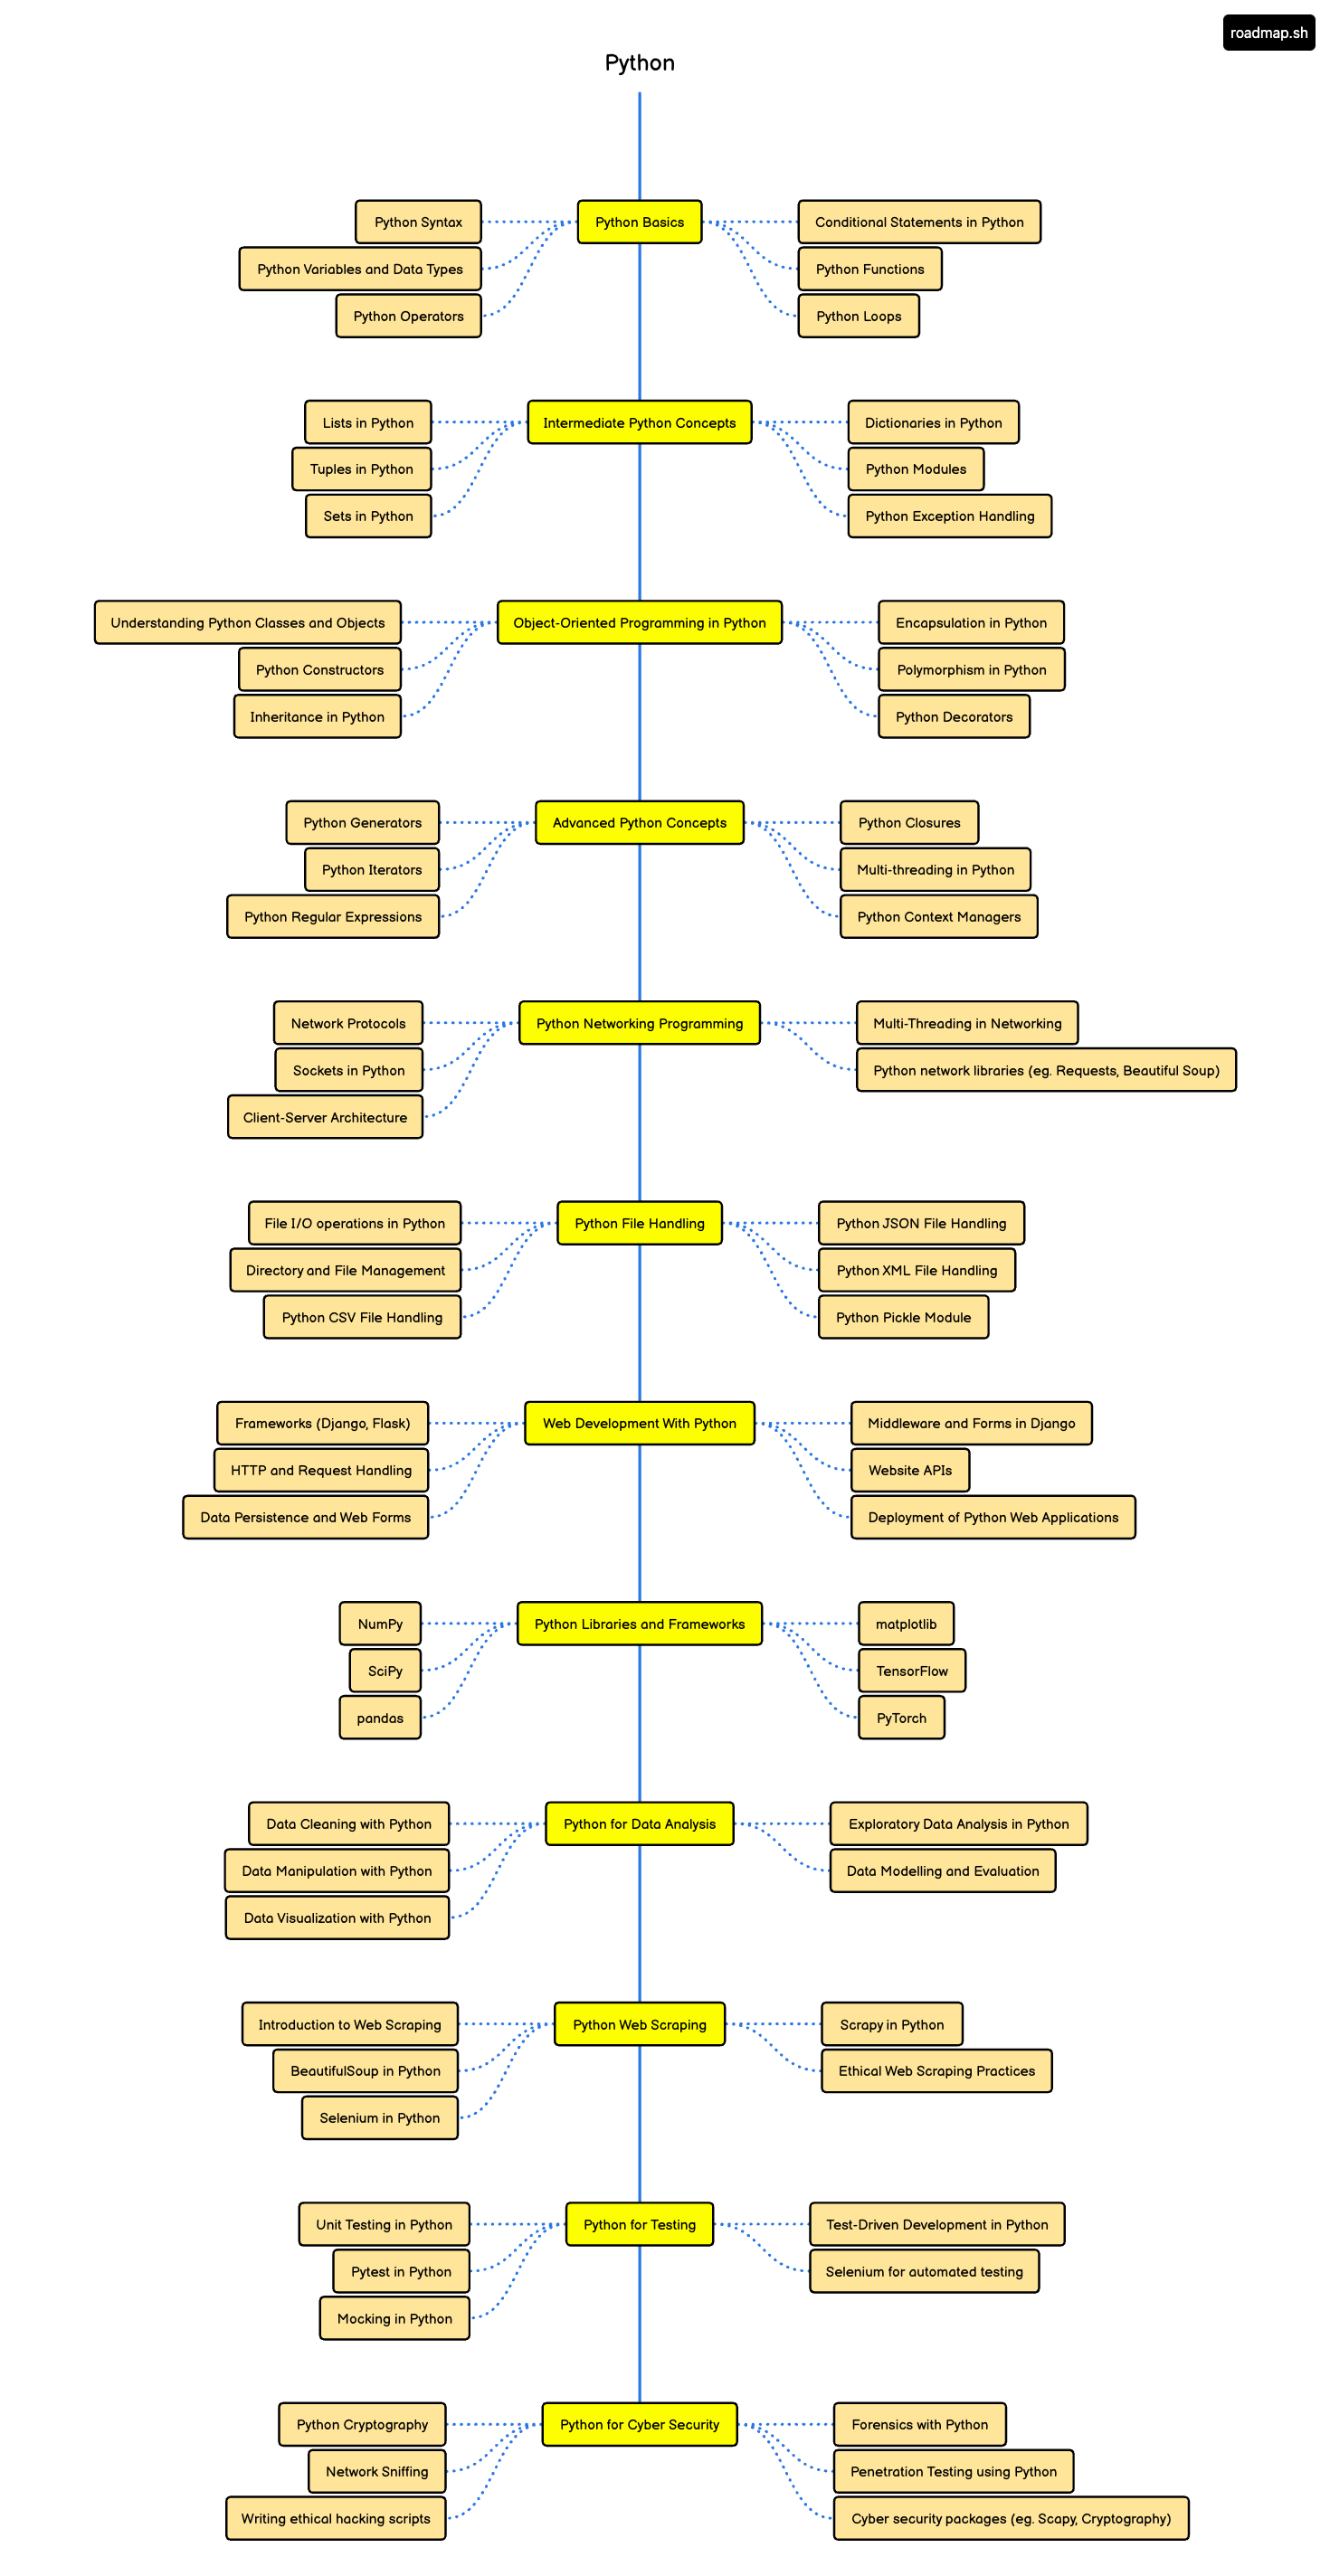 roadmap.sh
Python
Python Basics
Python Syntax
Python Variables and Data Types
Python Operators
Conditional Statements in Python
Python Functions
Python Loops
Intermediate Python Concepts
Lists in Python
Tuples in Python
Sets in Python
Dictionaries in Python
Python Modules
Python Exception Handling
Object-Oriented Programming in Python
Understanding Python Classes and Objects
Python Constructors
Inheritance in Python
Encapsulation in Python
Polymorphism in Python
Python Decorators
Advanced Python Concepts
Python Generators
Python Iterators
Python Regular Expressions
Python Closures
Multi-threading in Python
Python Context Managers
Python Networking Programming
Network Protocols
Sockets in Python
Client-Server Architecture
Multi-Threading in Networking
Python network libraries (eg. Requests, Beautiful Soup)
Python File Handling
File I/O operations in Python
Directory and File Management
Python CSV File Handling
Python JSON File Handling
Python XML File Handling
Python Pickle Module
Web Development With Python
Frameworks (Django, Flask)
HTTP and Request Handling
Data Persistence and Web Forms
Middleware and Forms in Django
Website APIs
Deployment of Python Web Applications
Python Libraries and Frameworks
NumPy
SciPy
pandas
matplotlib
TensorFlow
PyTorch
Python for Data Analysis
Data Cleaning with Python
Data Manipulation with Python
Data Visualization with Python
Exploratory Data Analysis in Python
Data Modelling and Evaluation
Python Web Scraping
Introduction to Web Scraping
BeautifulSoup in Python
Selenium in Python
Scrapy in Python
Ethical Web Scraping Practices
Python for Testing
Unit Testing in Python
Pytest in Python
Mocking in Python
Test-Driven Development in Python
Selenium for automated testing
Python for Cyber Security
Python Cryptography
Network Sniffing
Writing ethical hacking scripts
Forensics with Python
Penetration Testing using Python
Cyber security packages (eg. Scapy, Cryptography)